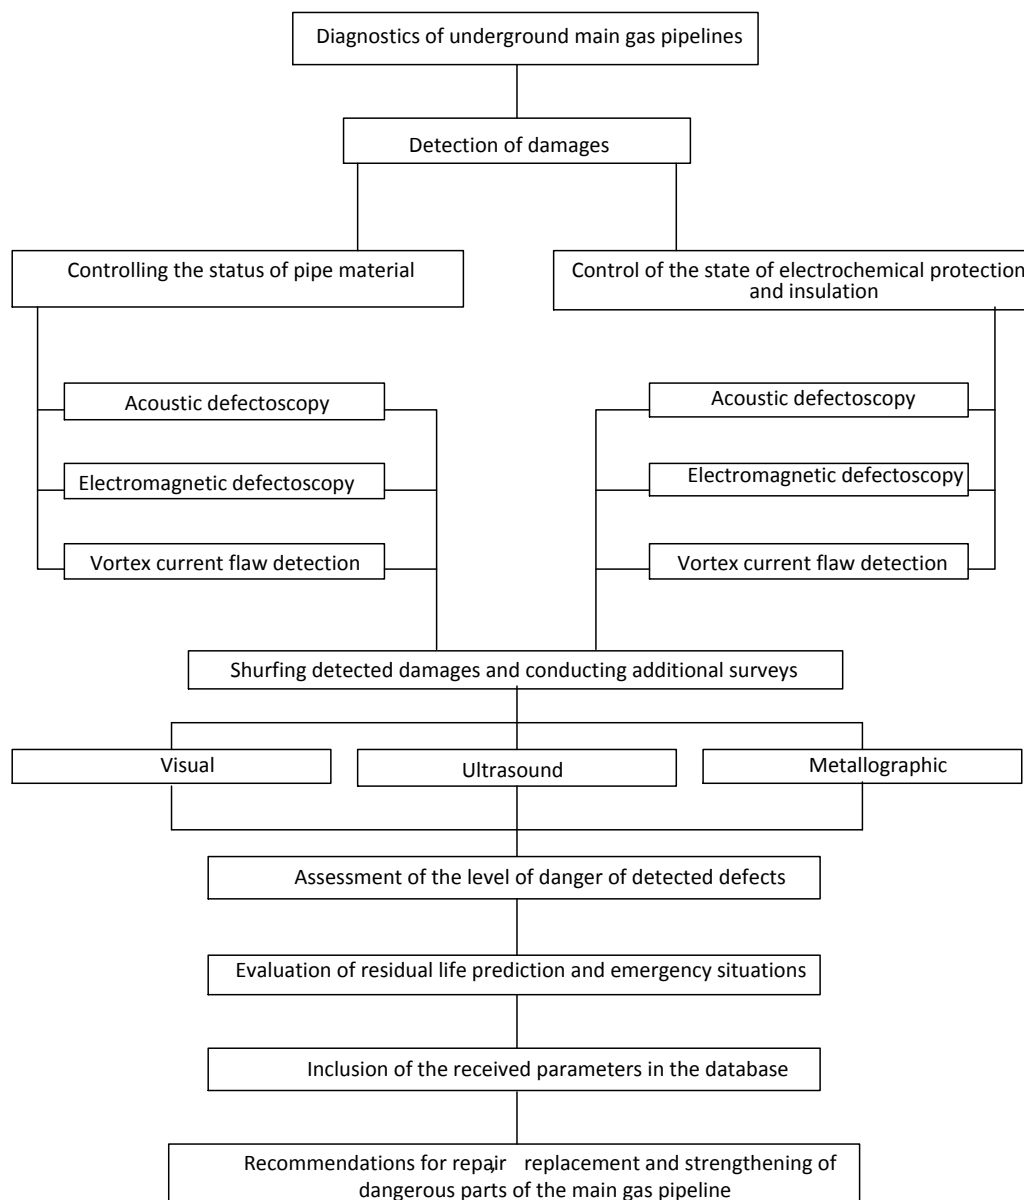 Diagnostics of underground main gas pipelines
Detection of damages
Controlling the status of pipe material
Control of the state of electrochemical protection
and insulation
Acoustic defectoscopy
Electromagnetic defectoscopy
Vortex current flaw detection
Acoustic defectoscopy
Electromagnetic defectoscopy
Vortex current flaw detection
Shurfing detected damages and conducting additional surveys
Visual
Ultrasound
Metallographic
Assessment of the level of danger of detected defects
Evaluation of residual life prediction and emergency situations
Inclusion of the received parameters in the database
Recommendations for repair, replacement and strengthening of
dangerous parts of the main gas pipeline